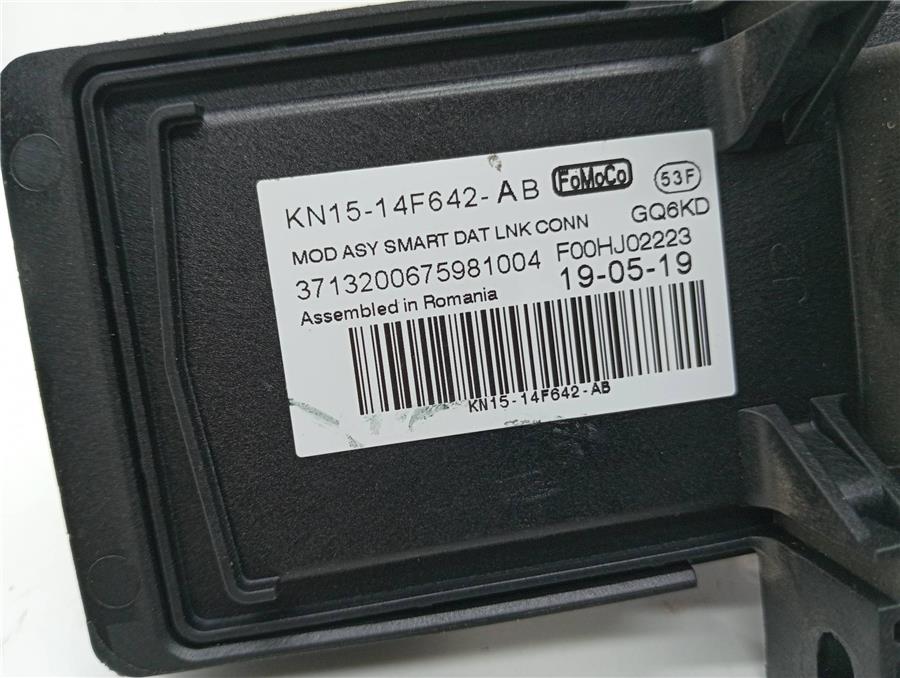 KN15-14F642-AB FoMoCo 53F
MOD ASY SMART DAT LNK CONN GQ6KD
3713200675981004 F00HJ02223
Assembled in Romania 19-05-19
KN15-14F642-AB